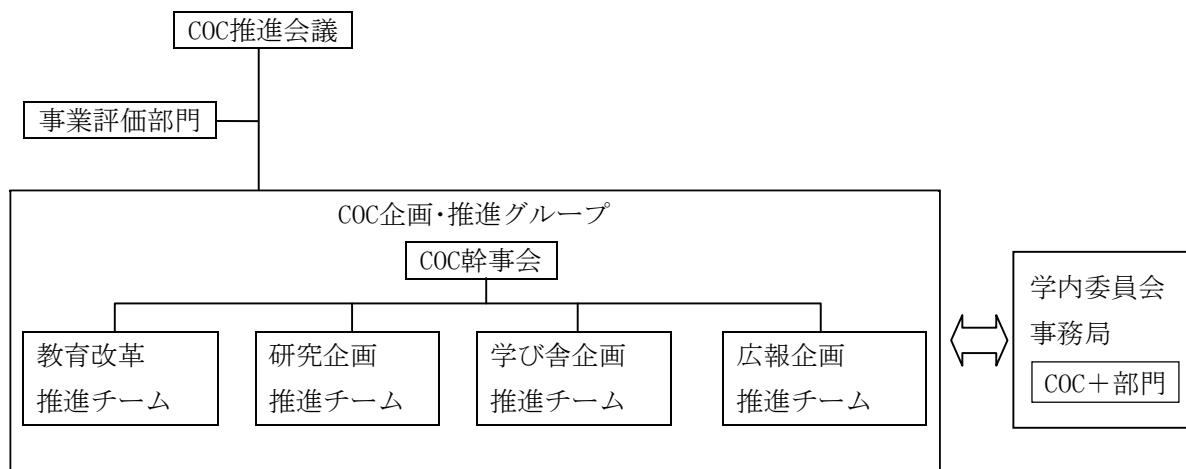 COC推進会議
事業評価部門
COC企画・推進グループ
COC幹事会
教育改革
推進チーム
研究企画
推進チーム
学び舎企画
推進チーム
広報企画
推進チーム
学内委員会
事務局
COC＋部門